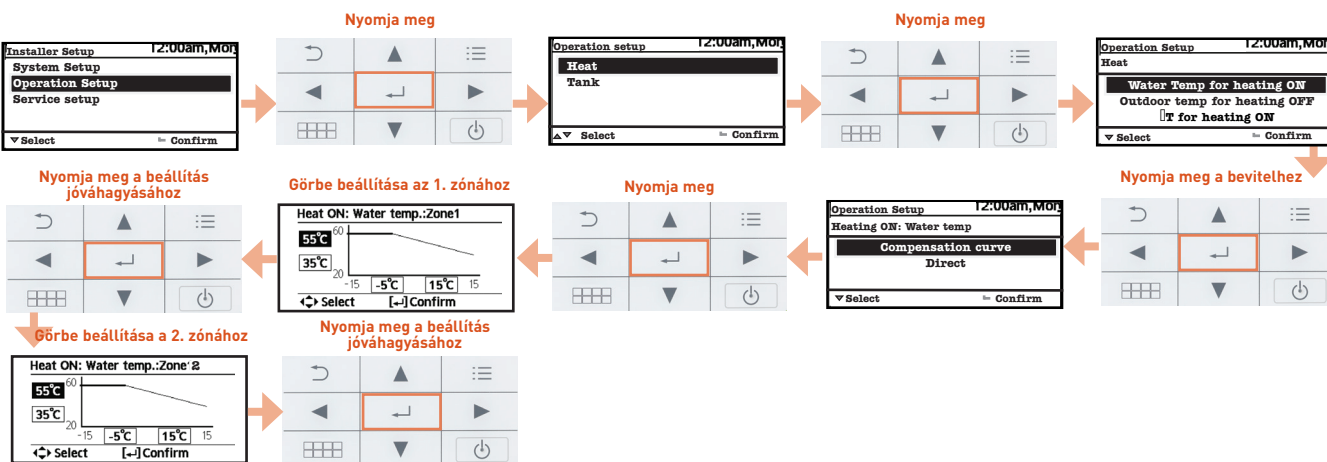 Nyomja meg
Nyomja meg
Installer Setup 12:00am,Mon
System Setup
Operation Setup
Service setup
▼Select Confirm
Operation setup 12:00am,Mon
Heat
Tank
▲▼ Select Confirm
Operation Setup 12:00am,Mon
Heat
Water Temp for heating ON
Outdoor temp for heating OFF
T for heating ON
▼ Select Confirm
Nyomja meg a beállítás
jóváhagyásához
Görbe beállítása az 1. zónához
Nyomja meg
Nyomja meg a bevitelhez
Heat ON: Water temp.:Zone1
55°C
35°C
60
20
-15 -5°C 15°C 15
Select [↵]Confirm
Operation Setup 12:00am,Mon
Heating ON: Water temp
Compensation curve
Direct
▼Select Confirm
Görbe beállítása a 2. zónához
Nyomja meg a beállítás
jóváhagyásához
Heat ON: Water temp.:Zone 2
55°C
35°C
60
20
-15 -5°C 15°C 15
Select [↵]Confirm